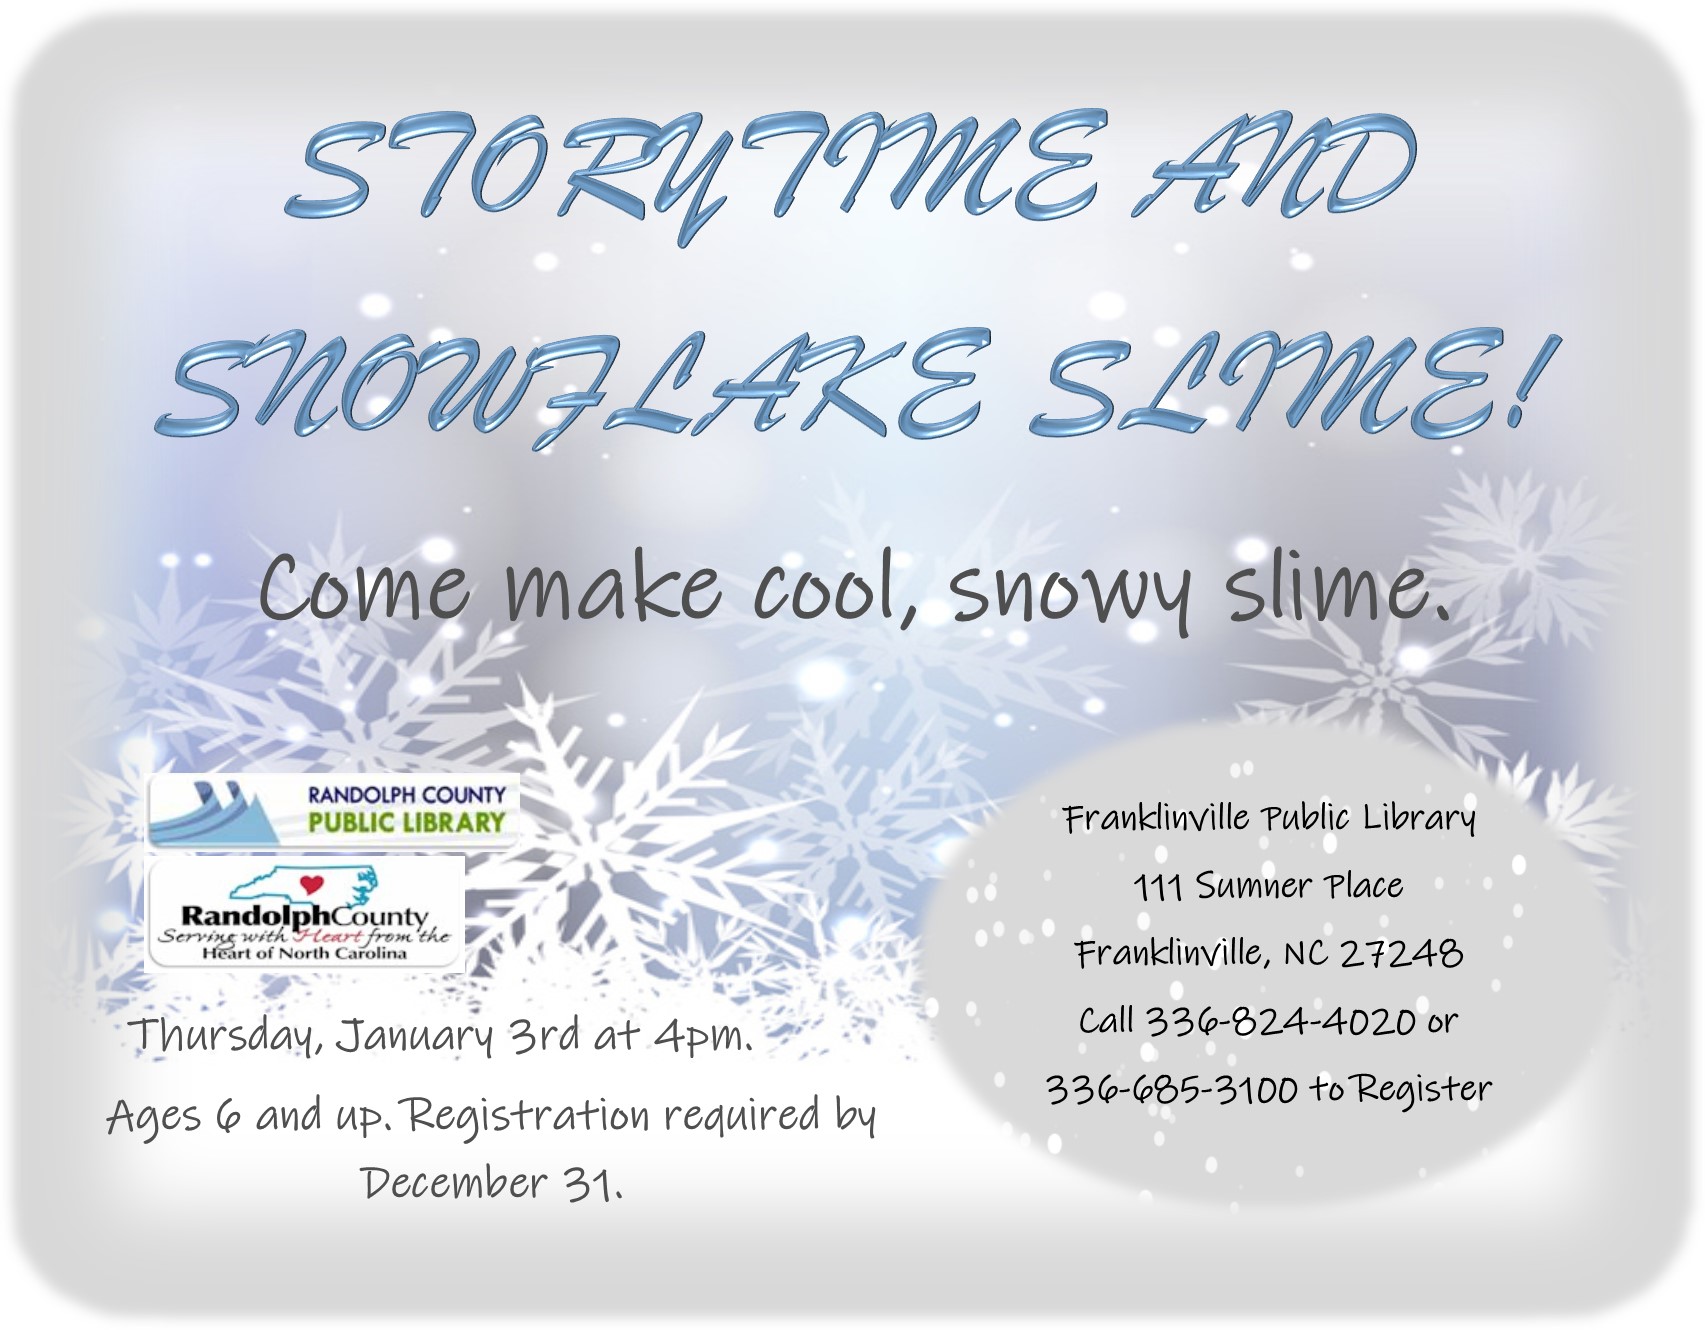 STORYTIME AND
SNOWFLAKE SLIME!
Come make cool, snowy slime.
RANDOLPH COUNTY
PUBLIC LIBRARY
RandolphCounty
Serving with Heart from the
Heart of North Carolina
Thursday, January 3rd at 4pm.
Ages 6 and up. Registration required by
December 31.
Franklinville Public Library
111 Sumner Place
Franklinville, NC 27248
Call 336-824-4020 or
336-685-3100 to Register